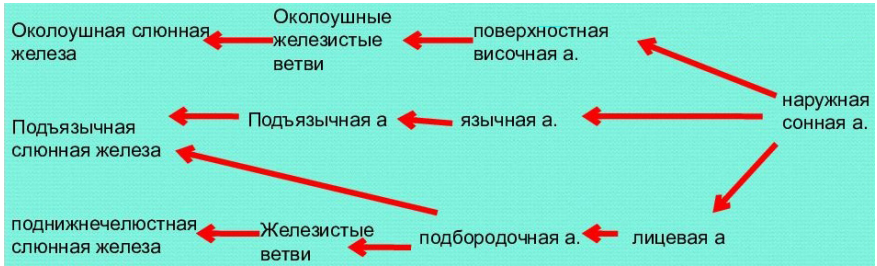 Околоушная слюнная
железа
Околоушные
железистые
ветви
поверхностная
височная а.
наружная
сонная а.
Подъязычная
слюнная железа
Подъязычная а
язычная а.
поднижнечелюстная
слюнная железа
Железистые
ветви
подбородочная а.
лицевая а